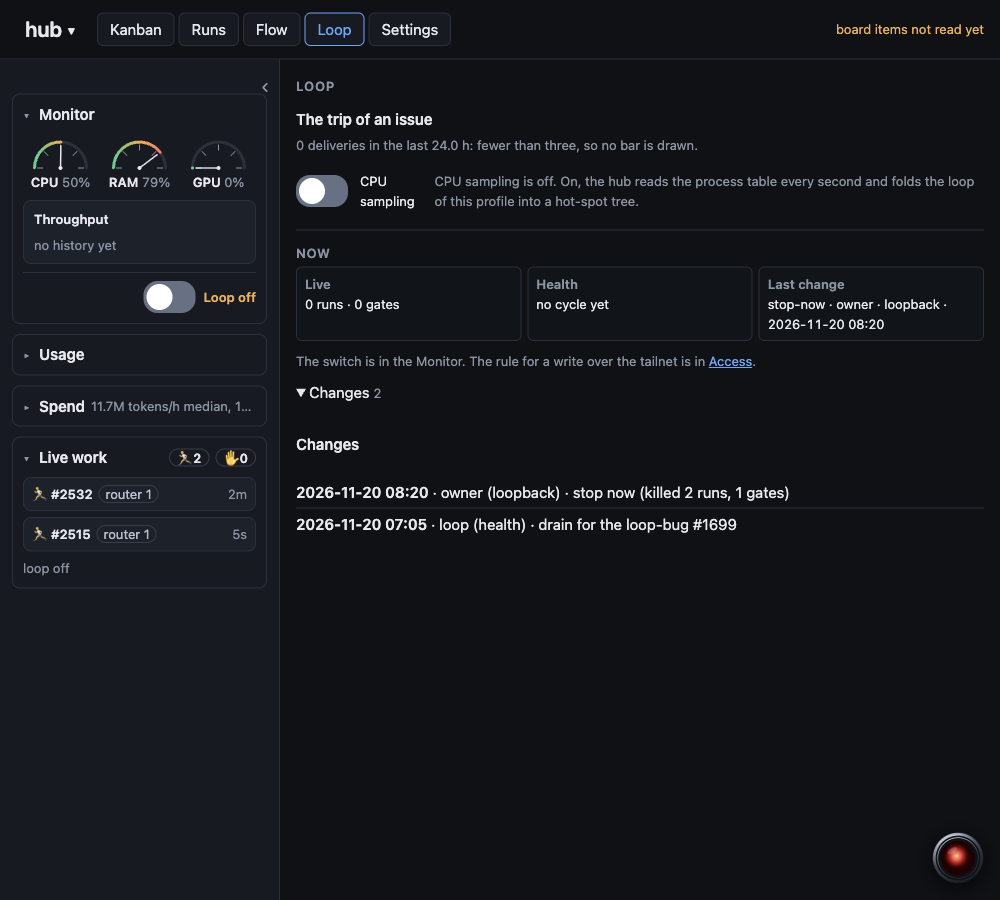 hub ▾ Kanban Runs Flow Loop Settings board items not read yet
Monitor
CPU 50% RAM 79% GPU 0%
Throughput
no history yet
Loop off
Usage
Spend 11.7M tokens/h median, 1...
Live work 🏃2 ✋0
🏃 #2532 router 1 2m
🏃 #2515 router 1 5s
loop off
LOOP
The trip of an issue
0 deliveries in the last 24.0 h: fewer than three, so no bar is drawn.
CPU
sampling
CPU sampling is off. On, the hub reads the process table every second and folds the loop
of this profile into a hot-spot tree.
NOW
Live
0 runs · 0 gates
Health
no cycle yet
Last change
stop-now · owner · loopback ·
2026-11-20 08:20
The switch is in the Monitor. The rule for a write over the tailnet is in Access.
▼ Changes 2
Changes
2026-11-20 08:20 · owner (loopback) · stop now (killed 2 runs, 1 gates)
2026-11-20 07:05 · loop (health) · drain for the loop-bug #1699